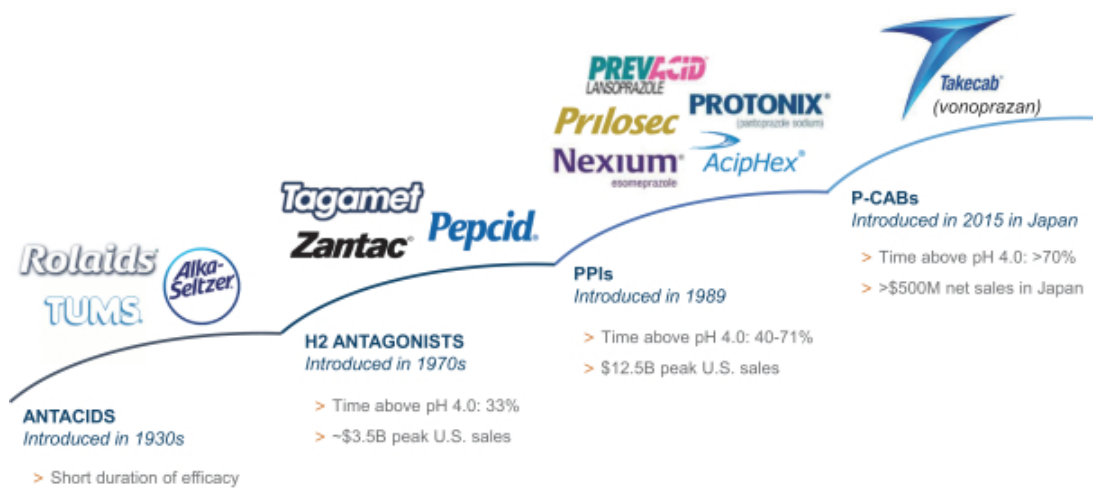 Rolaids®
TUMS®
Alka-
Seltzer®
ANTACIDS
Introduced in 1930s
> Short duration of efficacy
Tagamet
Zantac®
Pepcid®
H2 ANTAGONISTS
Introduced in 1970s
> Time above pH 4.0: 33%
> ~$3.5B peak U.S. sales
PREVACID®
LANSOPRAZOLE
Prilosec
PROTONIX®
(pantoprazole sodium)
Nexium®
esomeprazole
AcipHex®
PPIs
Introduced in 1989
> Time above pH 4.0: 40-71%
> $12.5B peak U.S. sales
Takecab®
(vonoprazan)
P-CABs
Introduced in 2015 in Japan
> Time above pH 4.0: >70%
> >$500M net sales in Japan